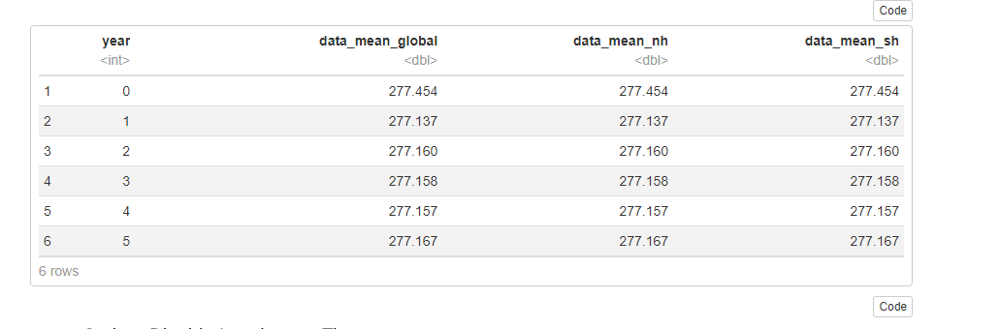 Code
year data_mean_global data_mean_nh data_mean_sh
<int> <dbl> <dbl> <dbl>
1 0 277.454 277.454 277.454
2 1 277.137 277.137 277.137
3 2 277.160 277.160 277.160
4 3 277.158 277.158 277.158
5 4 277.157 277.157 277.157
6 5 277.167 277.167 277.167
6 rows
Code